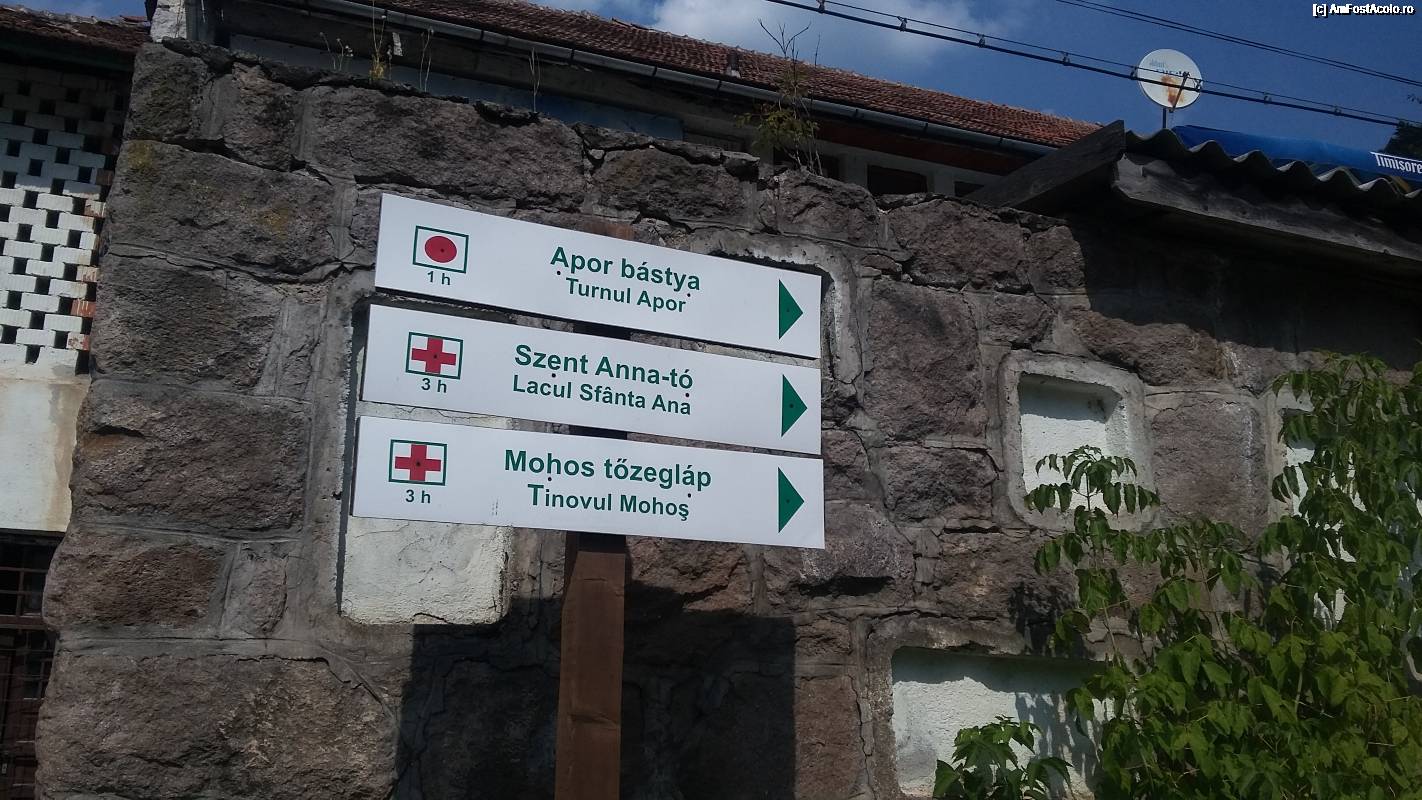 [c] AmFostAcolo.ro
Timisore
1 h
Apor bástya
Turnul Apor
3 h
Szent Anna-tó
Lacul Sfânta Ana
3 h
Mohos tőzegláp
Tinovul Mohoş